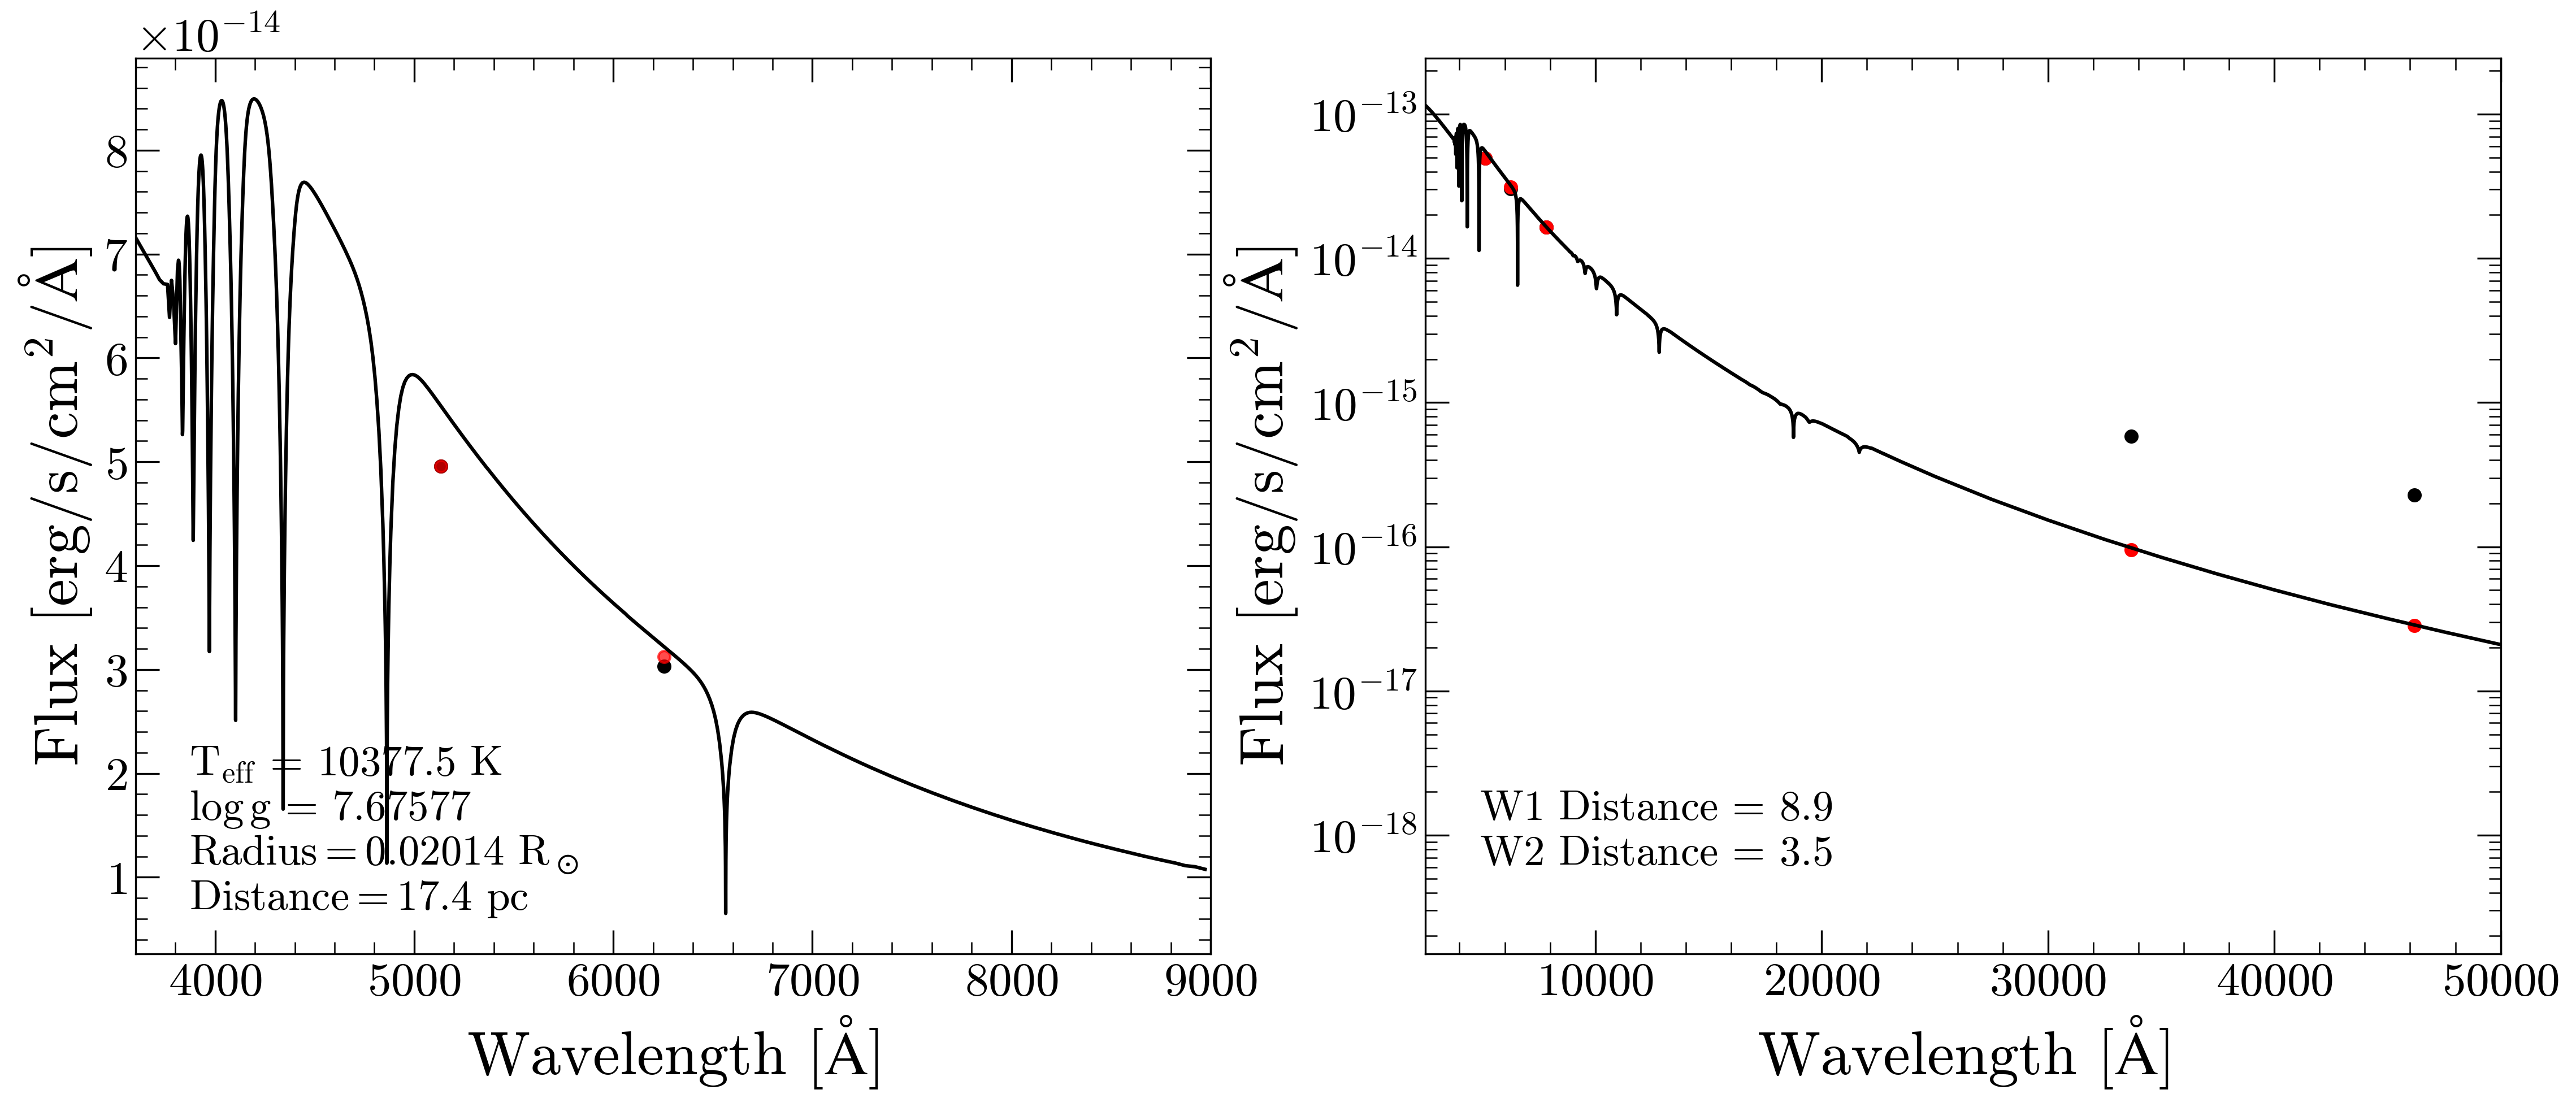 ×10⁻¹⁴
Flux [erg/s/cm²/Å]
8
7
6
5
4
3
2
1
T_eff = 10377.5 K
log g = 7.67577
Radius = 0.02014 R_⊙
Distance = 17.4 pc
4000 5000 6000 7000 8000 9000
Wavelength [Å]
Flux [erg/s/cm²/Å]
10⁻¹³
10⁻¹⁴
10⁻¹⁵
10⁻¹⁶
10⁻¹⁷
10⁻¹⁸
W1 Distance = 8.9
W2 Distance = 3.5
10000 20000 30000 40000 50000
Wavelength [Å]